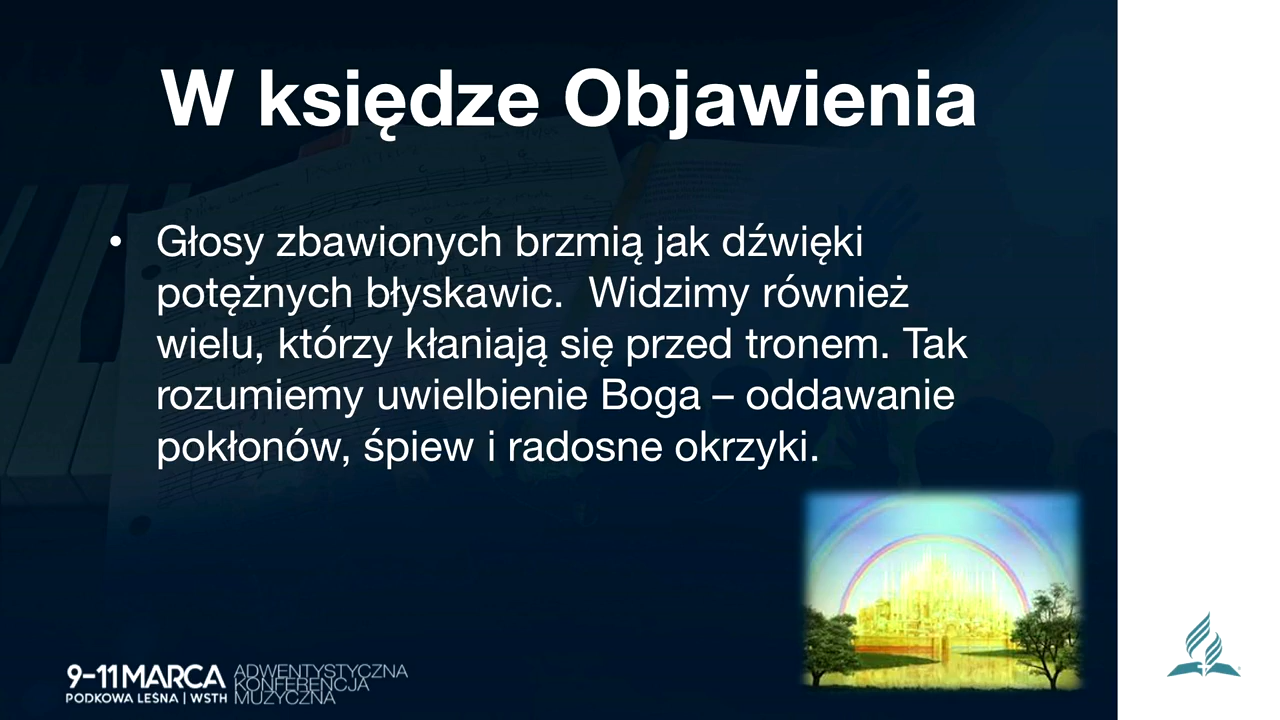 W księdze Objawienia
• Głosy zbawionych brzmią jak dźwięki
potężnych błyskawic.  Widzimy również
wielu, którzy kłaniają się przed tronem. Tak
rozumiemy uwielbienie Boga – oddawanie
pokłonów, śpiew i radosne okrzyki.
9-11 MARCA
PODKOWA LEŚNA | WSTH
ADWENTYSTYCZNA
KONFERENCJA
MUZYCZNA